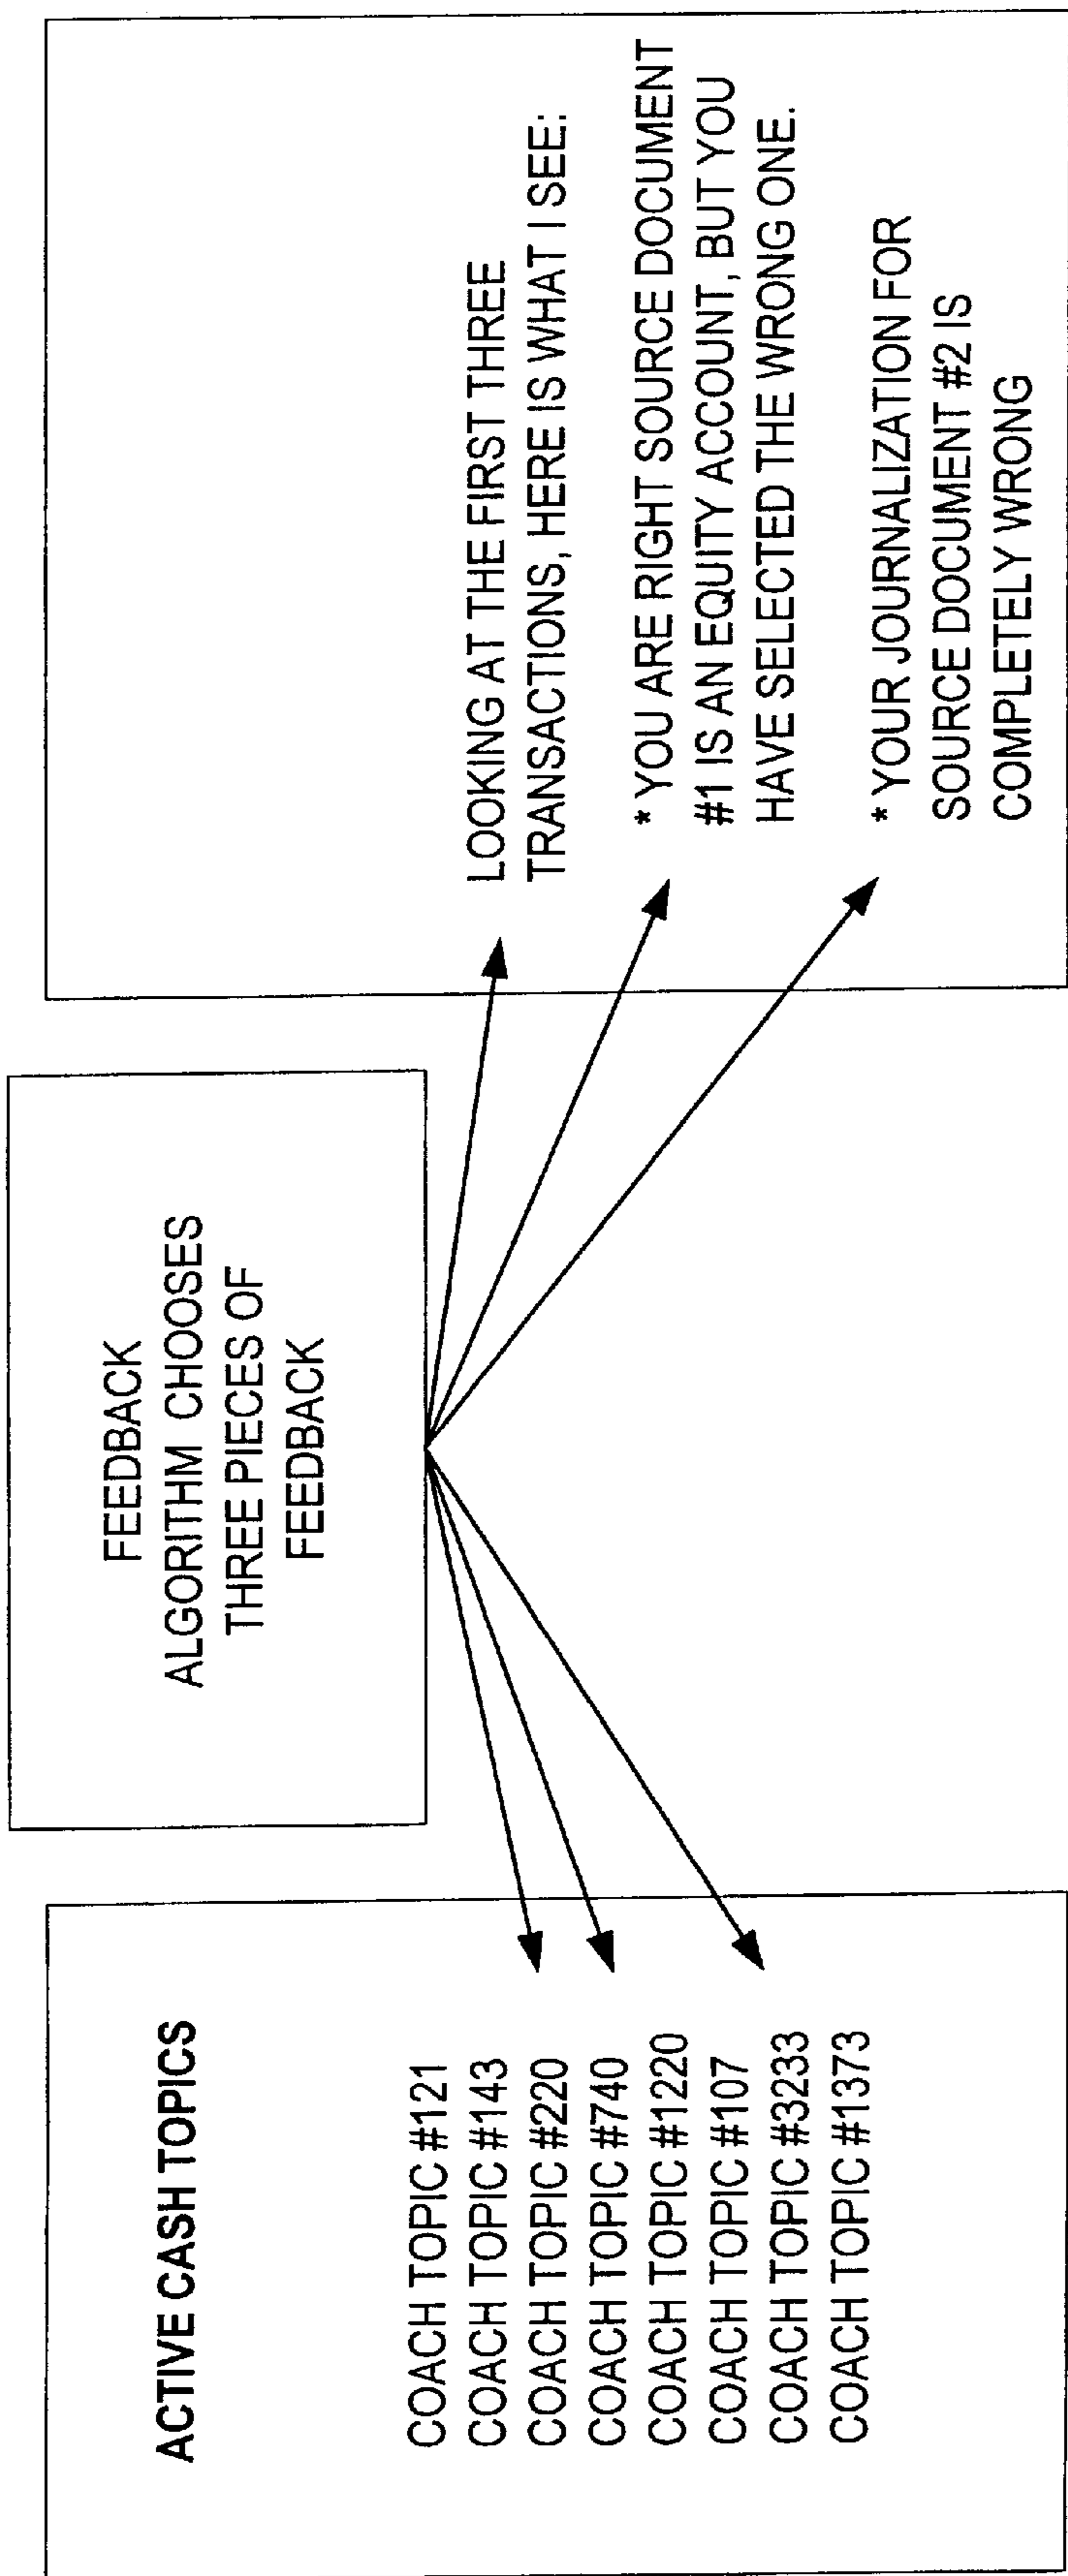 ACTIVE CASH TOPICS
COACH TOPIC #121
COACH TOPIC #143
COACH TOPIC #220
COACH TOPIC #740
COACH TOPIC #1220
COACH TOPIC #107
COACH TOPIC #3233
COACH TOPIC #1373
FEEDBACK
ALGORITHM CHOOSES
THREE PIECES OF
FEEDBACK
LOOKING AT THE FIRST THREE
TRANSACTIONS, HERE IS WHAT I SEE:
* YOU ARE RIGHT SOURCE DOCUMENT
#1 IS AN EQUITY ACCOUNT, BUT YOU
HAVE SELECTED THE WRONG ONE.
* YOUR JOURNALIZATION FOR
SOURCE DOCUMENT #2 IS
COMPLETELY WRONG